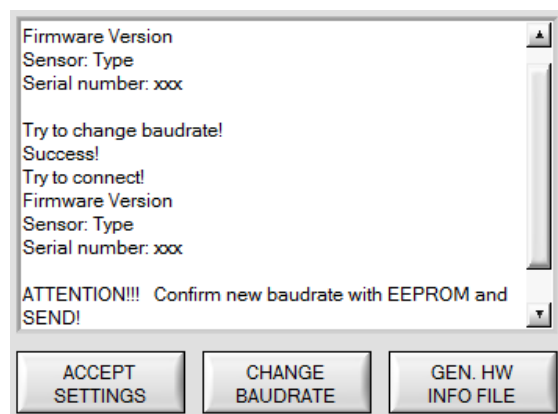 Firmware Version
Sensor: Type
Serial number: xxx
Try to change baudrate!
Success!
Try to connect!
Firmware Version
Sensor: Type
Serial number: xxx
ATTENTION!!!   Confirm new baudrate with EEPROM and
SEND!
ACCEPT
SETTINGS
CHANGE
BAUDRATE
GEN. HW
INFO FILE